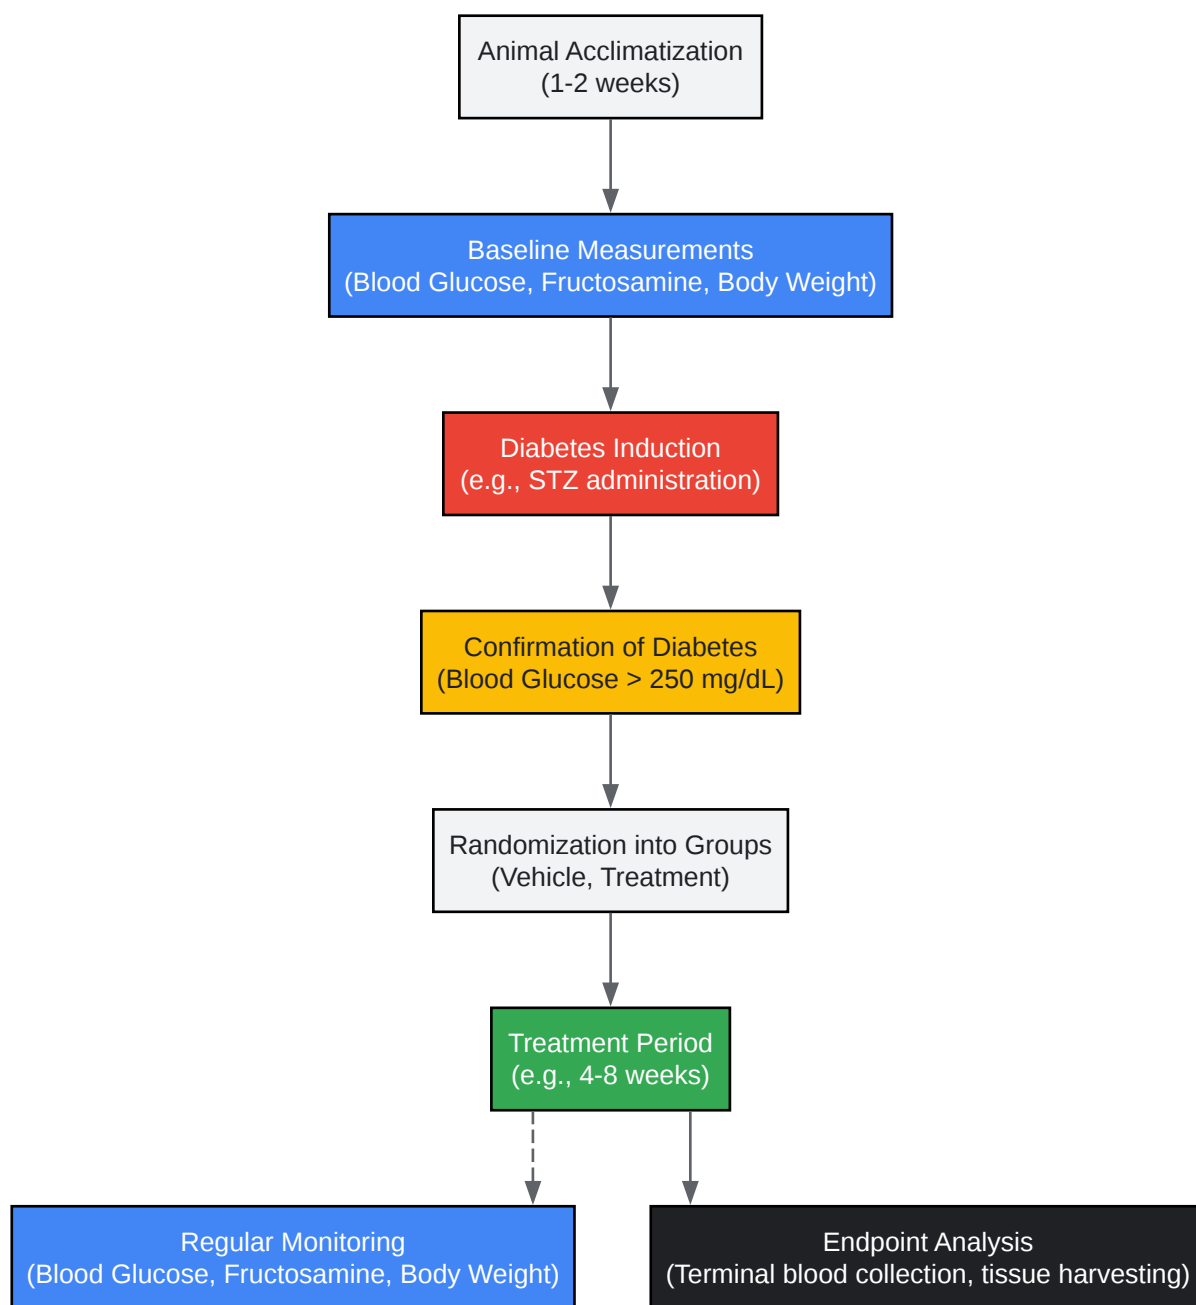 Animal Acclimatization
(1-2 weeks)
Baseline Measurements
(Blood Glucose, Fructosamine, Body Weight)
Diabetes Induction
(e.g., STZ administration)
Confirmation of Diabetes
(Blood Glucose > 250 mg/dL)
Randomization into Groups
(Vehicle, Treatment)
Treatment Period
(e.g., 4-8 weeks)
Regular Monitoring
(Blood Glucose, Fructosamine, Body Weight)
Endpoint Analysis
(Terminal blood collection, tissue harvesting)